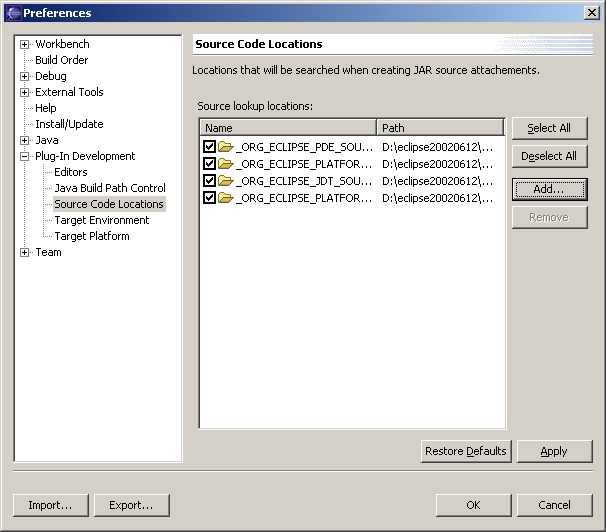 Preferences
Workbench
Build Order
Debug
External Tools
Help
Install/Update
Java
Plug-In Development
Editors
Java Build Path Control
Source Code Locations
Target Environment
Target Platform
Team
Source Code Locations
Locations that will be searched when creating JAR source attachements.
Source lookup locations:
Name Path
_ORG_ECLIPSE_PDE_SOU... D:\eclipse20020612\...
_ORG_ECLIPSE_PLATFOR... D:\eclipse20020612\...
_ORG_ECLIPSE_JDT_SOU... D:\eclipse20020612\...
_ORG_ECLIPSE_PLATFOR... D:\eclipse20020612\...
Select All
Deselect All
Add...
Remove
Restore Defaults Apply
Import... Export... OK Cancel